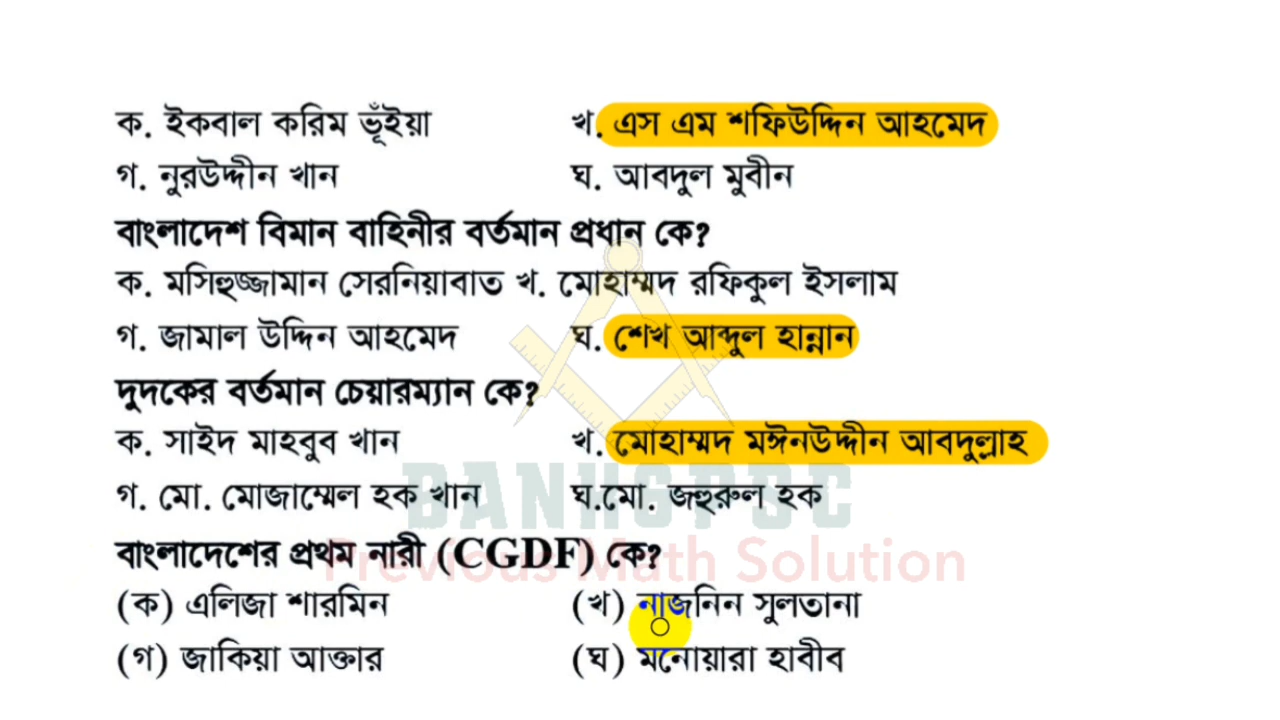 ক. ইকবাল করিম ভূঁইয়া খ. এস এম শফিউদ্দিন আহমেদ
গ. নুরউদ্দীন খান ঘ. আবদুল মুবীন
বাংলাদেশ বিমান বাহিনীর বর্তমান প্রধান কে?
ক. মসিহুজ্জামান সেরনিয়াবাত খ. মোহাম্মদ রফিকুল ইসলাম
গ. জামাল উদ্দিন আহমেদ ঘ. শেখ আব্দুল হান্নান
দুদকের বর্তমান চেয়ারম্যান কে?
ক. সাইদ মাহবুব খান খ. মোহাম্মদ মঈনউদ্দীন আবদুল্লাহ
BANHGPSC
গ. মো. মোজাম্মেল হক খান ঘ.মো. জহুরুল হক
বাংলাদেশের প্রথম নারী (CGDF) কে?
Previous Math Solution
(ক) এলিজা শারমিন (খ) নাজনিন সুলতানা
(গ) জাকিয়া আক্তার (ঘ) মনোয়ারা হাবীব